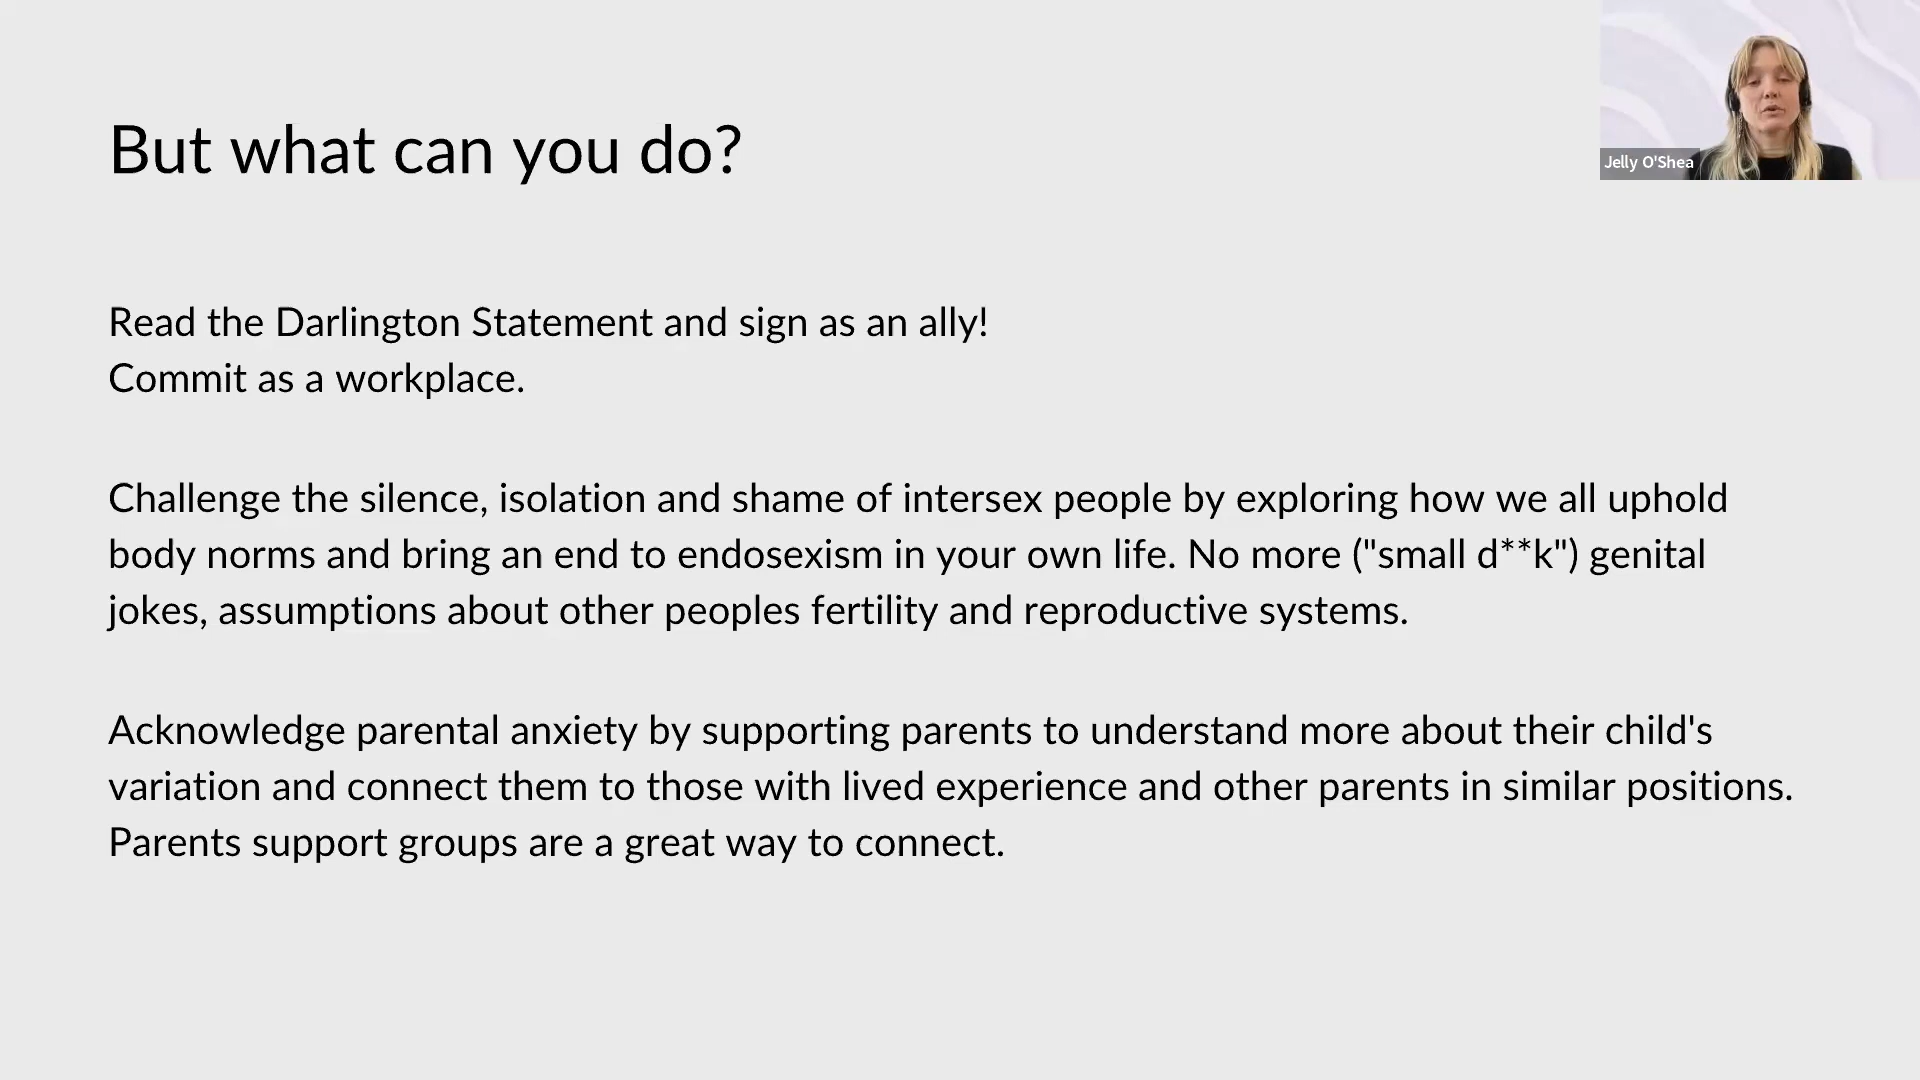 But what can you do?
Jelly O'Shea
Read the Darlington Statement and sign as an ally!
Commit as a workplace.
Challenge the silence, isolation and shame of intersex people by exploring how we all uphold
body norms and bring an end to endosexism in your own life. No more ("small d**k") genital
jokes, assumptions about other peoples fertility and reproductive systems.
Acknowledge parental anxiety by supporting parents to understand more about their child's
variation and connect them to those with lived experience and other parents in similar positions.
Parents support groups are a great way to connect.